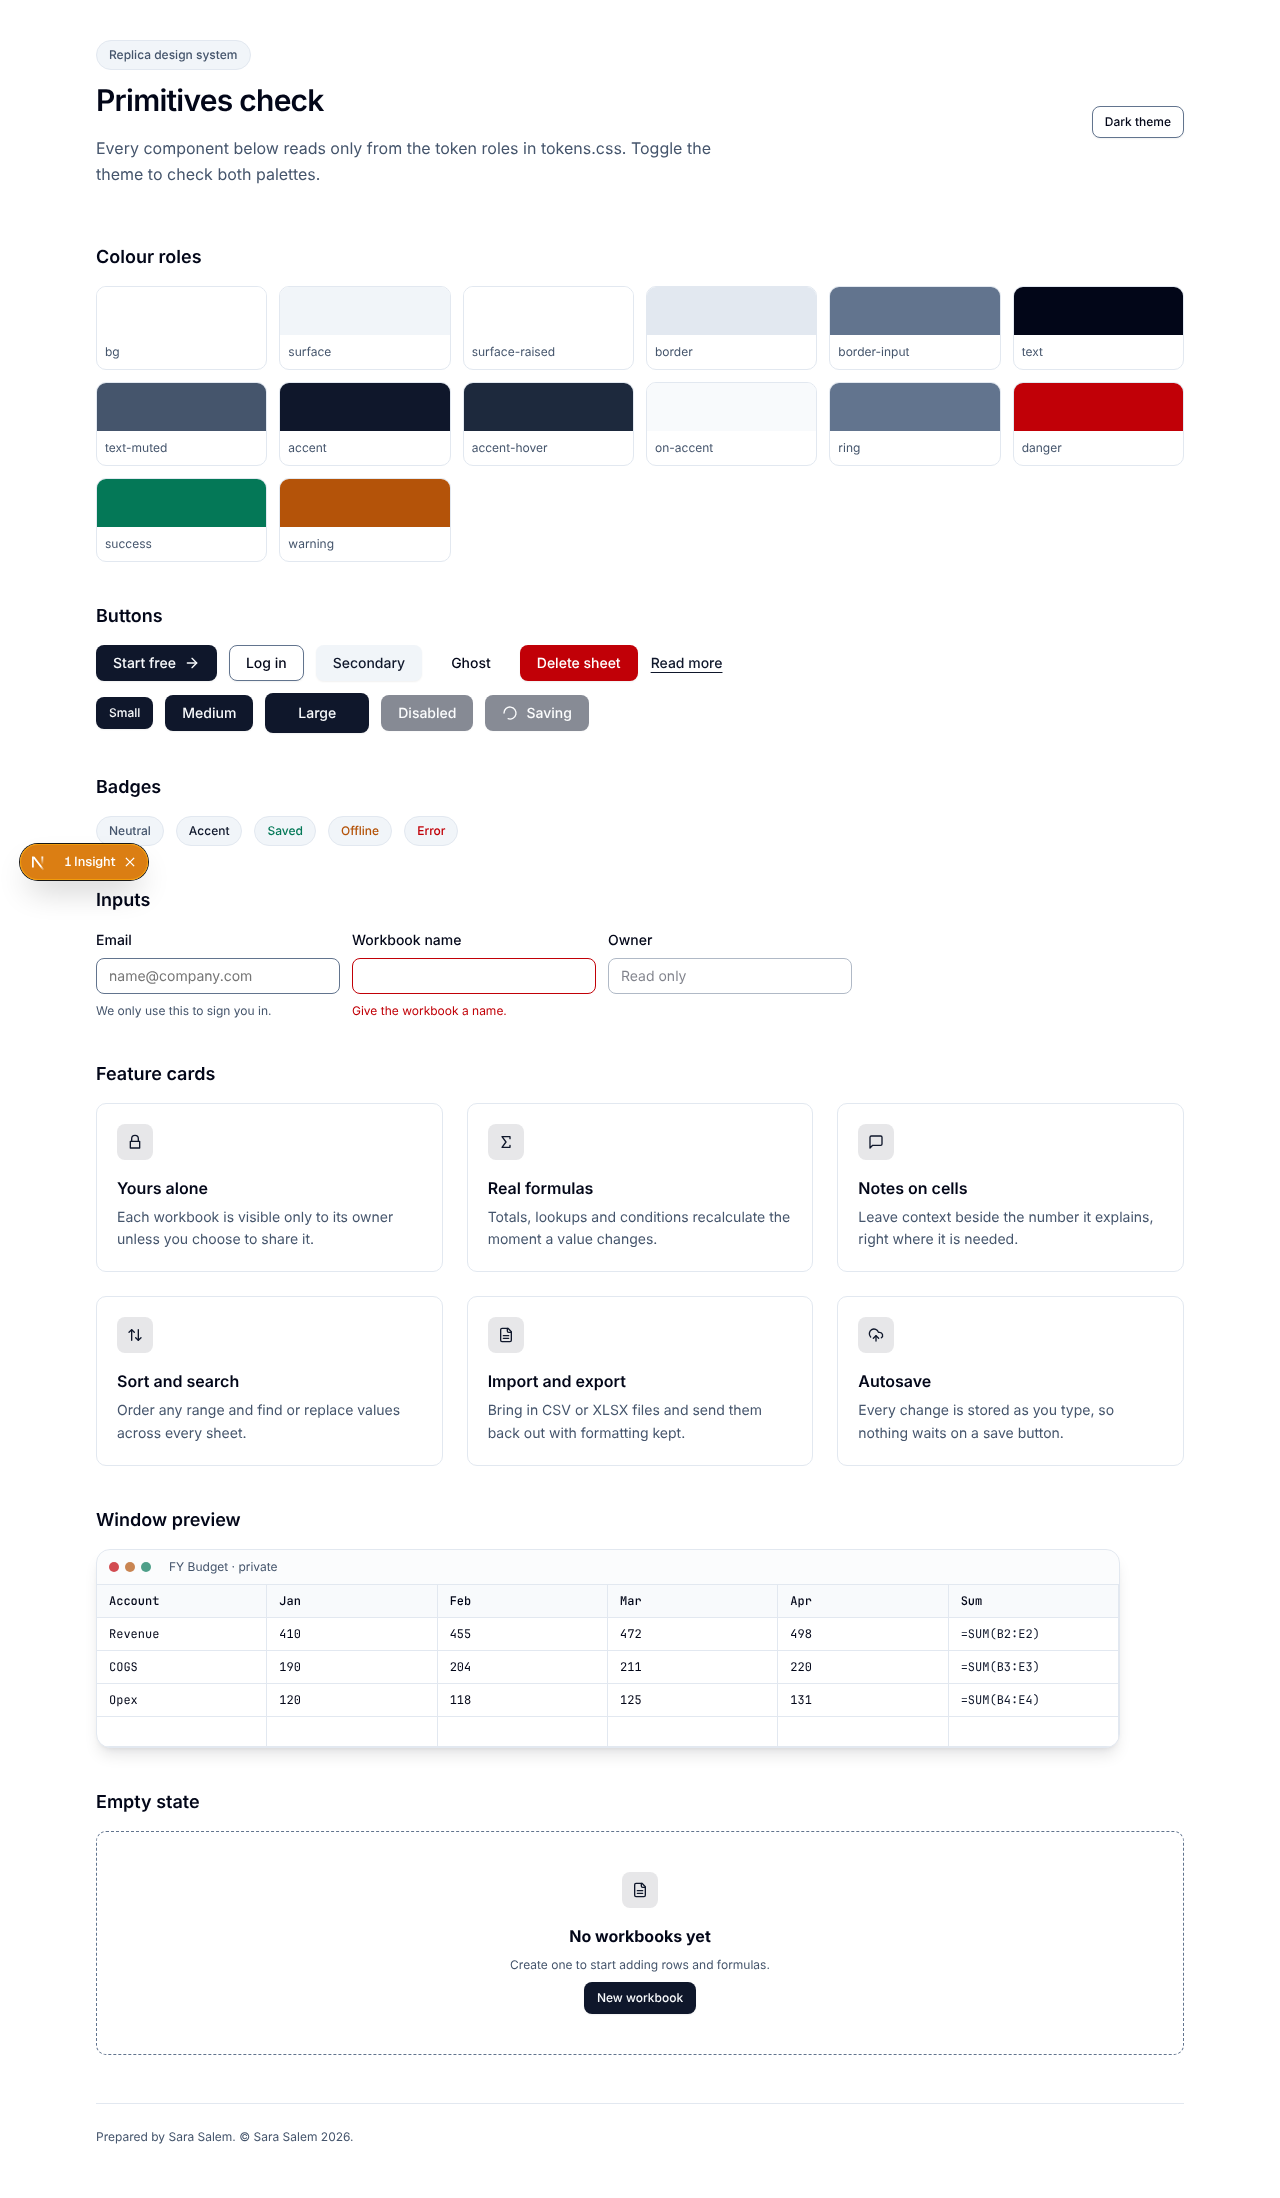 Replica design system
Primitives check
Dark theme
Every component below reads only from the token roles in tokens.css. Toggle the
theme to check both palettes.
Colour roles
bg surface surface-raised border border-input text
text-muted accent accent-hover on-accent ring danger
success warning
Buttons
Start free Log in Secondary Ghost Delete sheet Read more
Small Medium Large Disabled Saving
Badges
Neutral Accent Saved Offline Error
1 Insight
Inputs
Email Workbook name Owner
name@company.com Read only
We only use this to sign you in. Give the workbook a name.
Feature cards
Yours alone
Each workbook is visible only to its owner
unless you choose to share it.
Real formulas
Totals, lookups and conditions recalculate the
moment a value changes.
Notes on cells
Leave context beside the number it explains,
right where it is needed.
Sort and search
Order any range and find or replace values
across every sheet.
Import and export
Bring in CSV or XLSX files and send them
back out with formatting kept.
Autosave
Every change is stored as you type, so
nothing waits on a save button.
Window preview
FY Budget · private
Account Jan Feb Mar Apr Sum
Revenue 410 455 472 498 =SUM(B2:E2)
COGS 190 204 211 220 =SUM(B3:E3)
Opex 120 118 125 131 =SUM(B4:E4)
Empty state
No workbooks yet
Create one to start adding rows and formulas.
New workbook
Prepared by Sara Salem. © Sara Salem 2026.